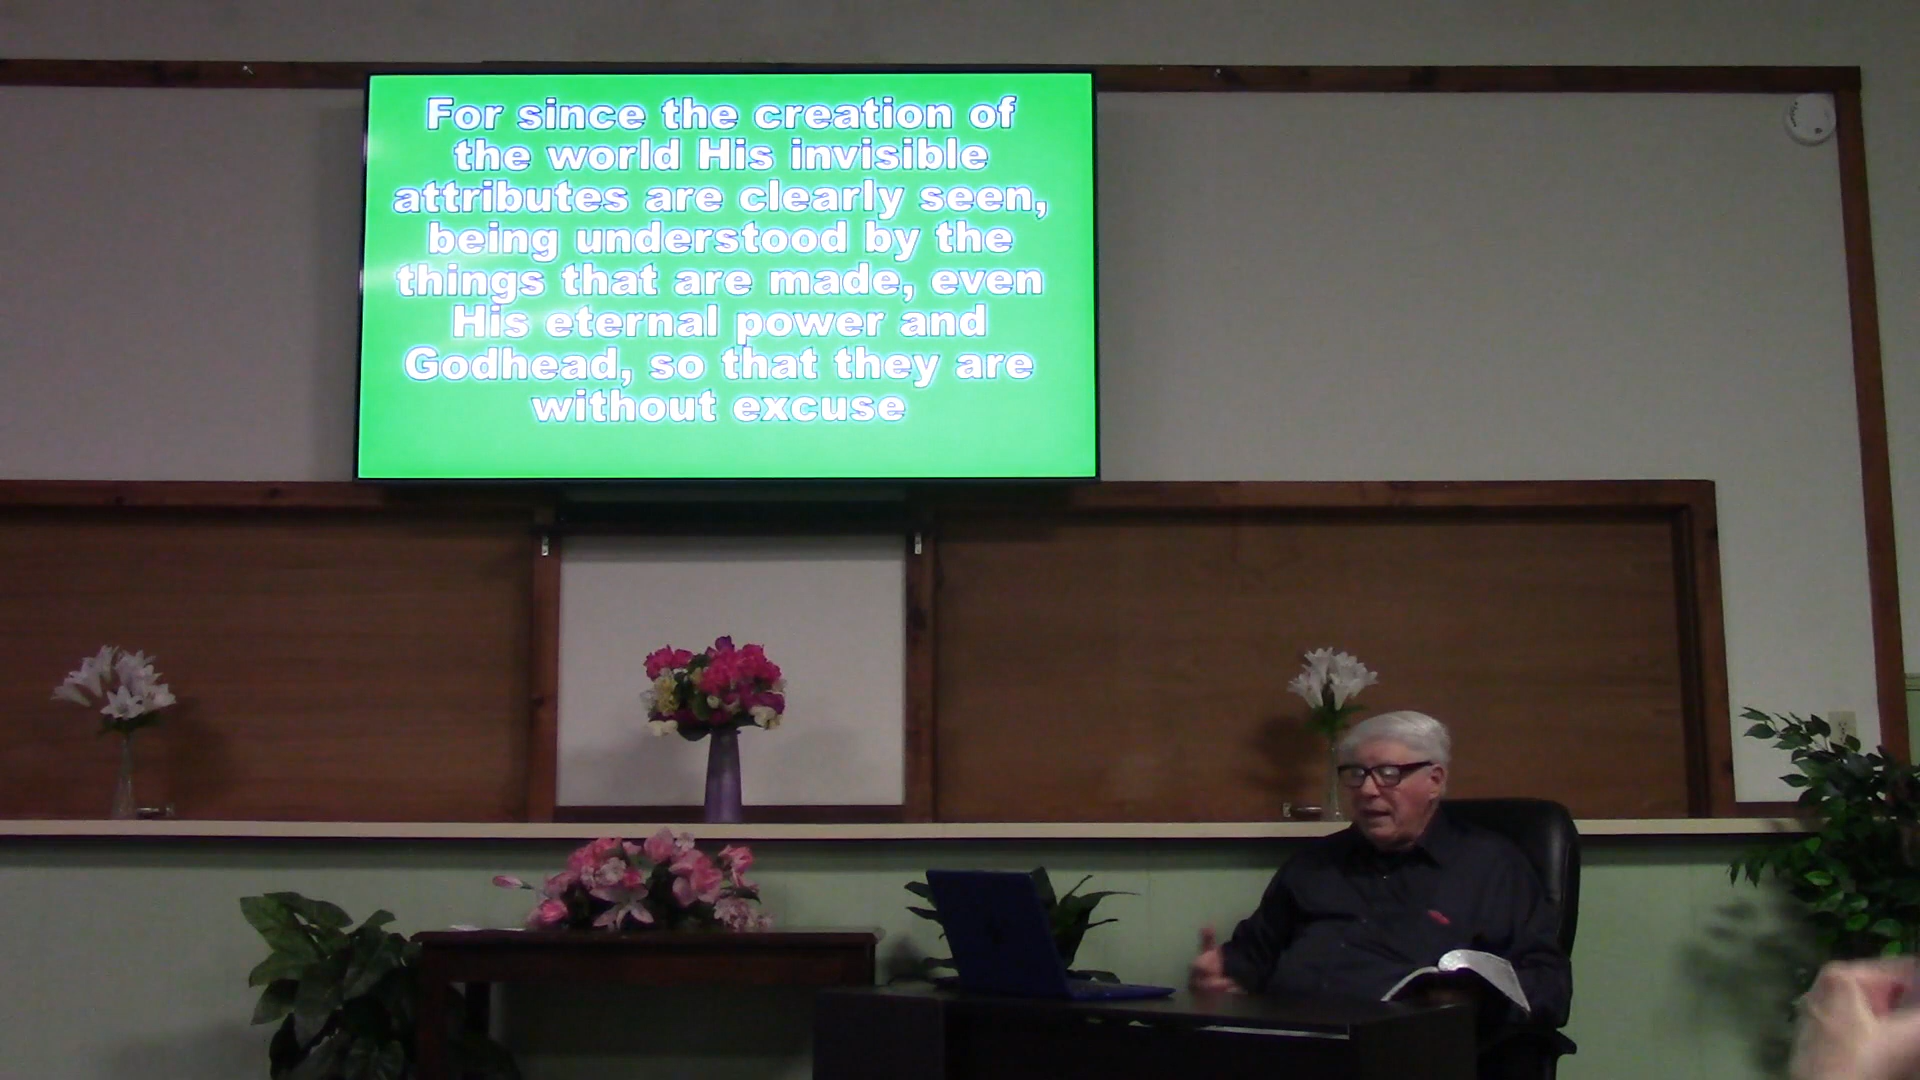 For since the creation of
the world His invisible
attributes are clearly seen,
being understood by the
things that are made, even
His eternal power and
Godhead, so that they are
without excuse